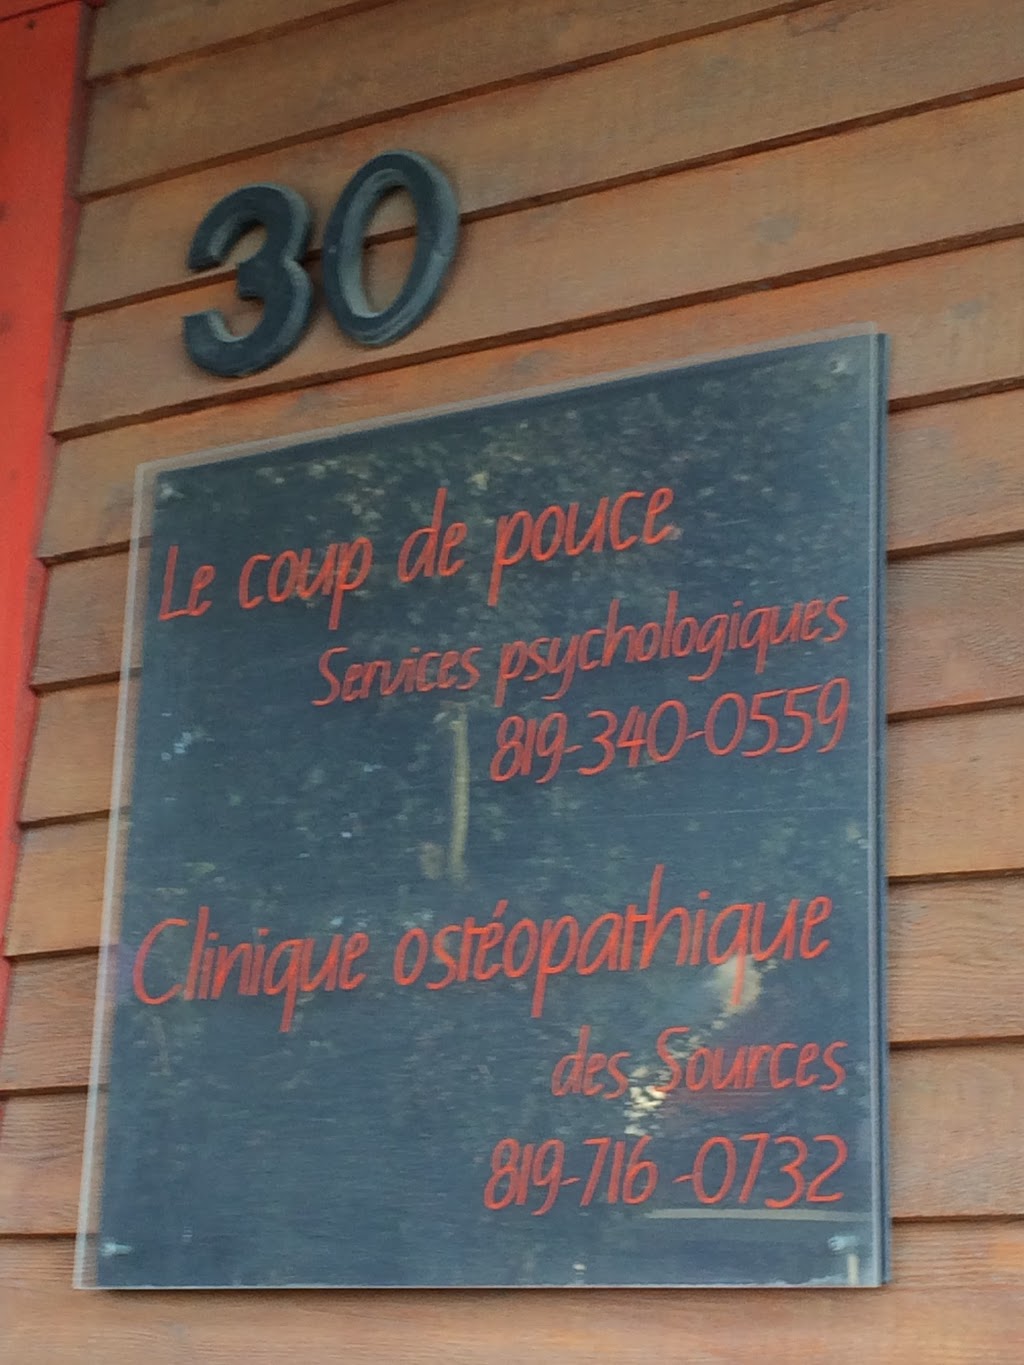 30
Le coup de pouce
Services psychologiques
819-340-0559
Clinique ostéopathique
des Sources
819-716-0732